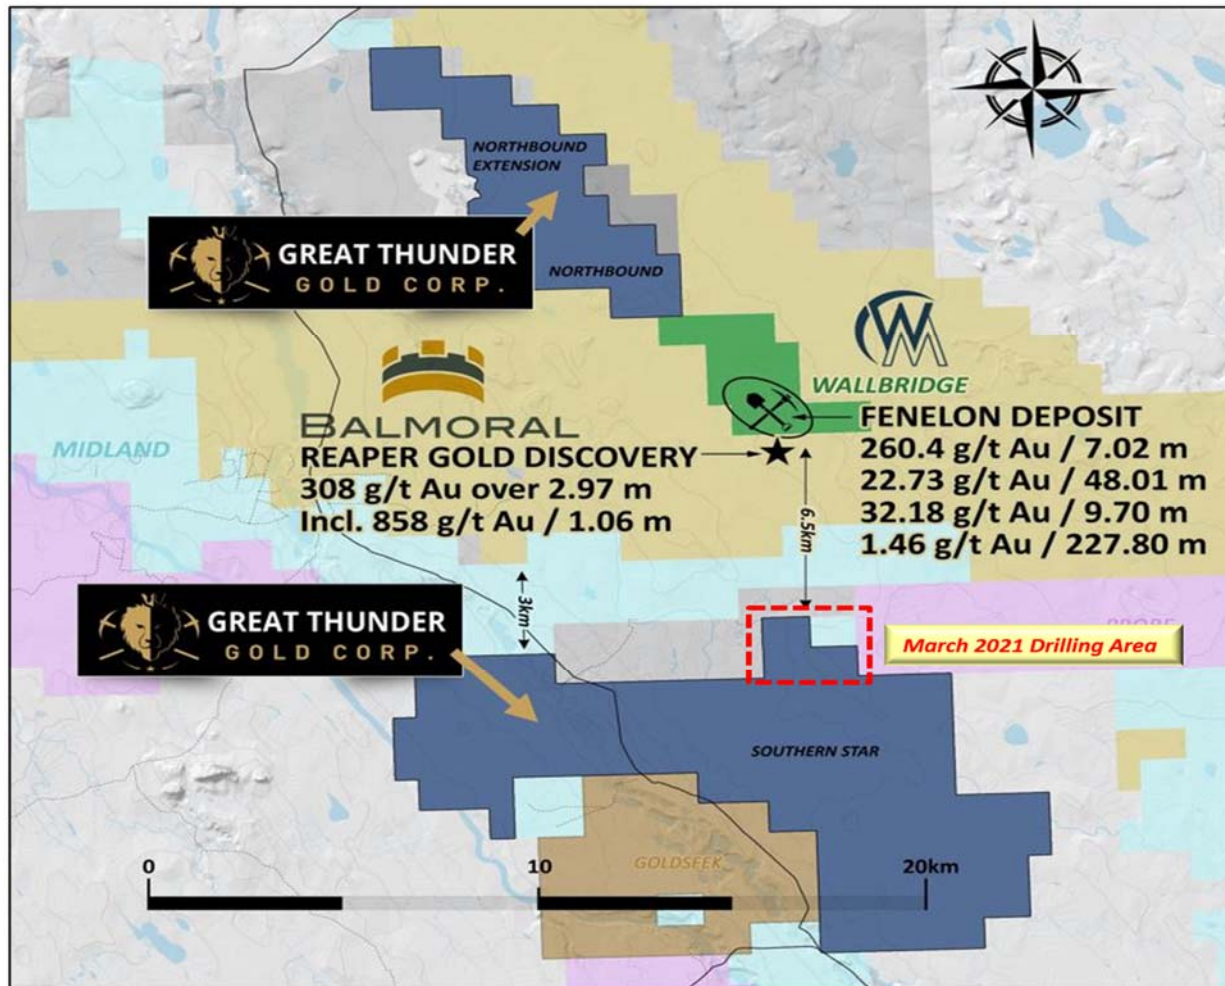 NORTHBOUND
EXTENSION
GREAT THUNDER
GOLD CORP.
NORTHBOUND
WM
WALLBRIDGE
FENELON DEPOSIT
260.4 g/t Au / 7.02 m
22.73 g/t Au / 48.01 m
32.18 g/t Au / 9.70 m
1.46 g/t Au / 227.80 m
BALMORAL
REAPER GOLD DISCOVERY
308 g/t Au over 2.97 m
Incl. 858 g/t Au / 1.06 m
MIDLAND
6.5km
3km
GREAT THUNDER
GOLD CORP.
PROBE
March 2021 Drilling Area
SOUTHERN STAR
GOLDSEEK
0 10 20km